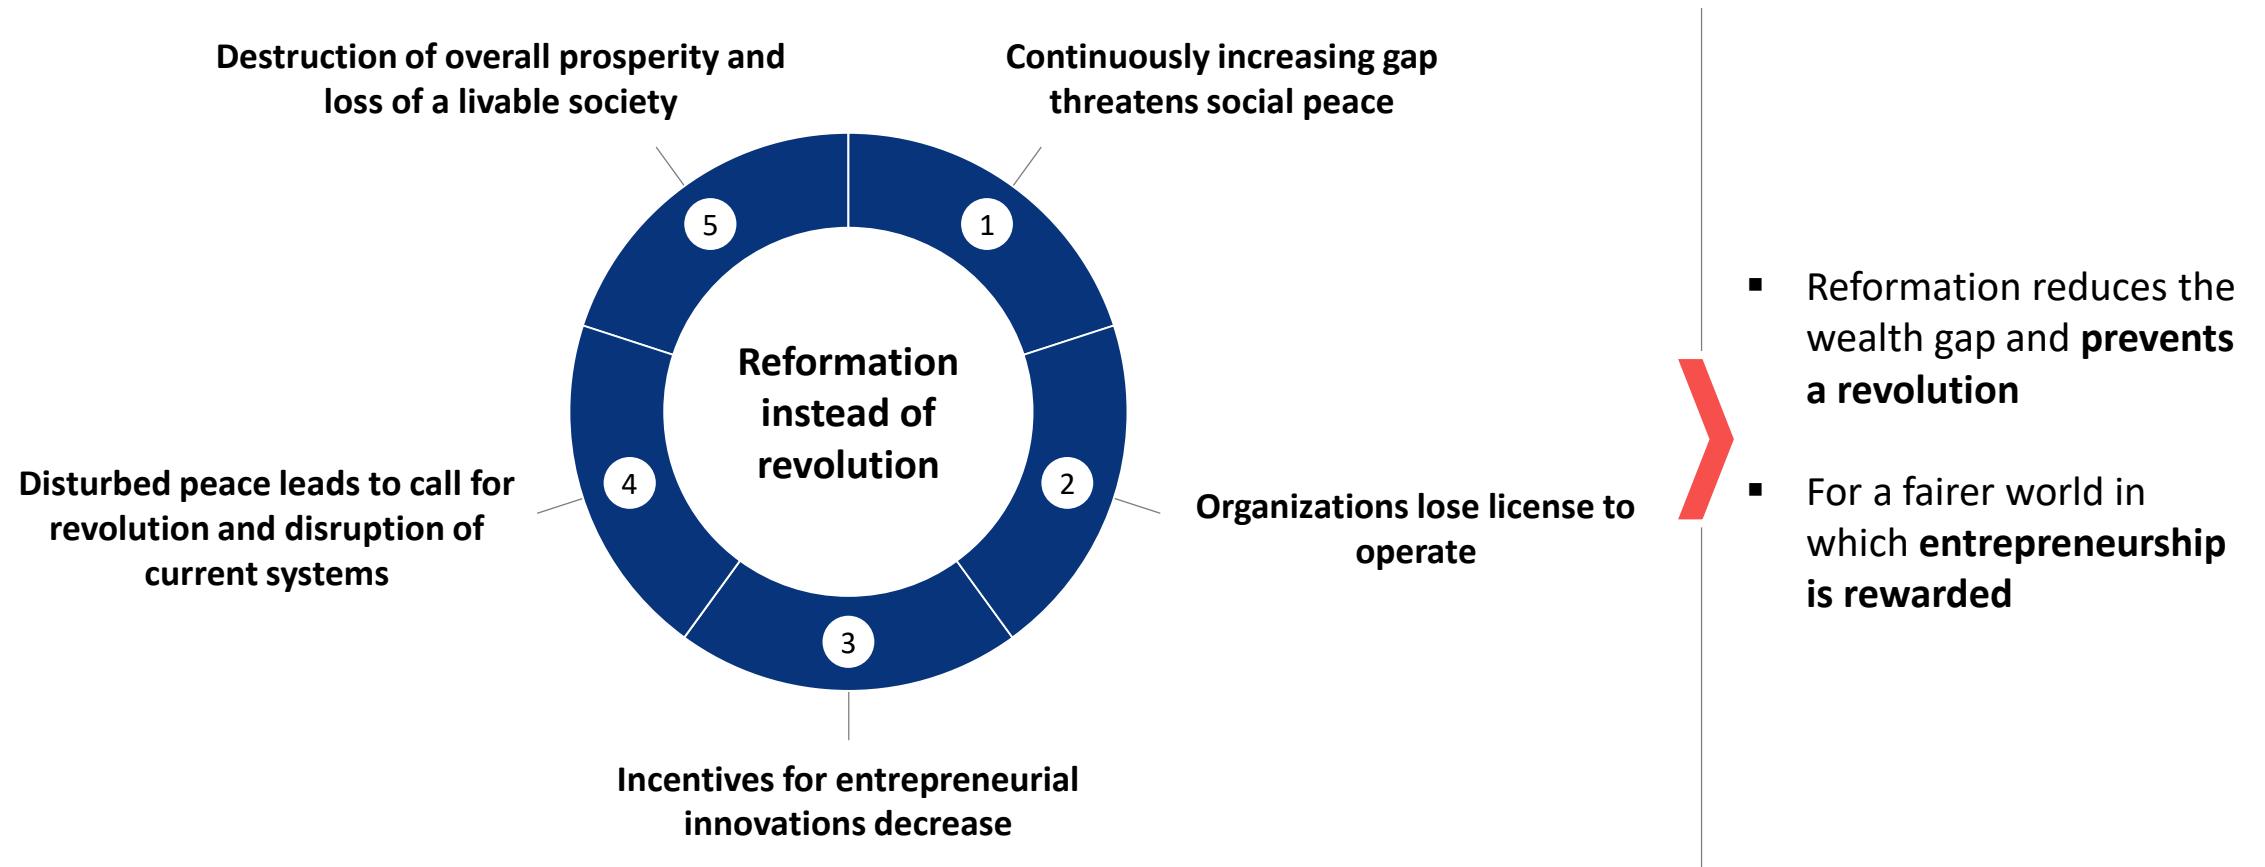 Destruction of overall prosperity and
loss of a livable society
Continuously increasing gap
threatens social peace
5
1
Reformation
instead of
revolution
4
2
Disturbed peace leads to call for
revolution and disruption of
current systems
Organizations lose license to
operate
3
Incentives for entrepreneurial
innovations decrease
▪ Reformation reduces the
wealth gap and prevents
a revolution
▪ For a fairer world in
which entrepreneurship
is rewarded